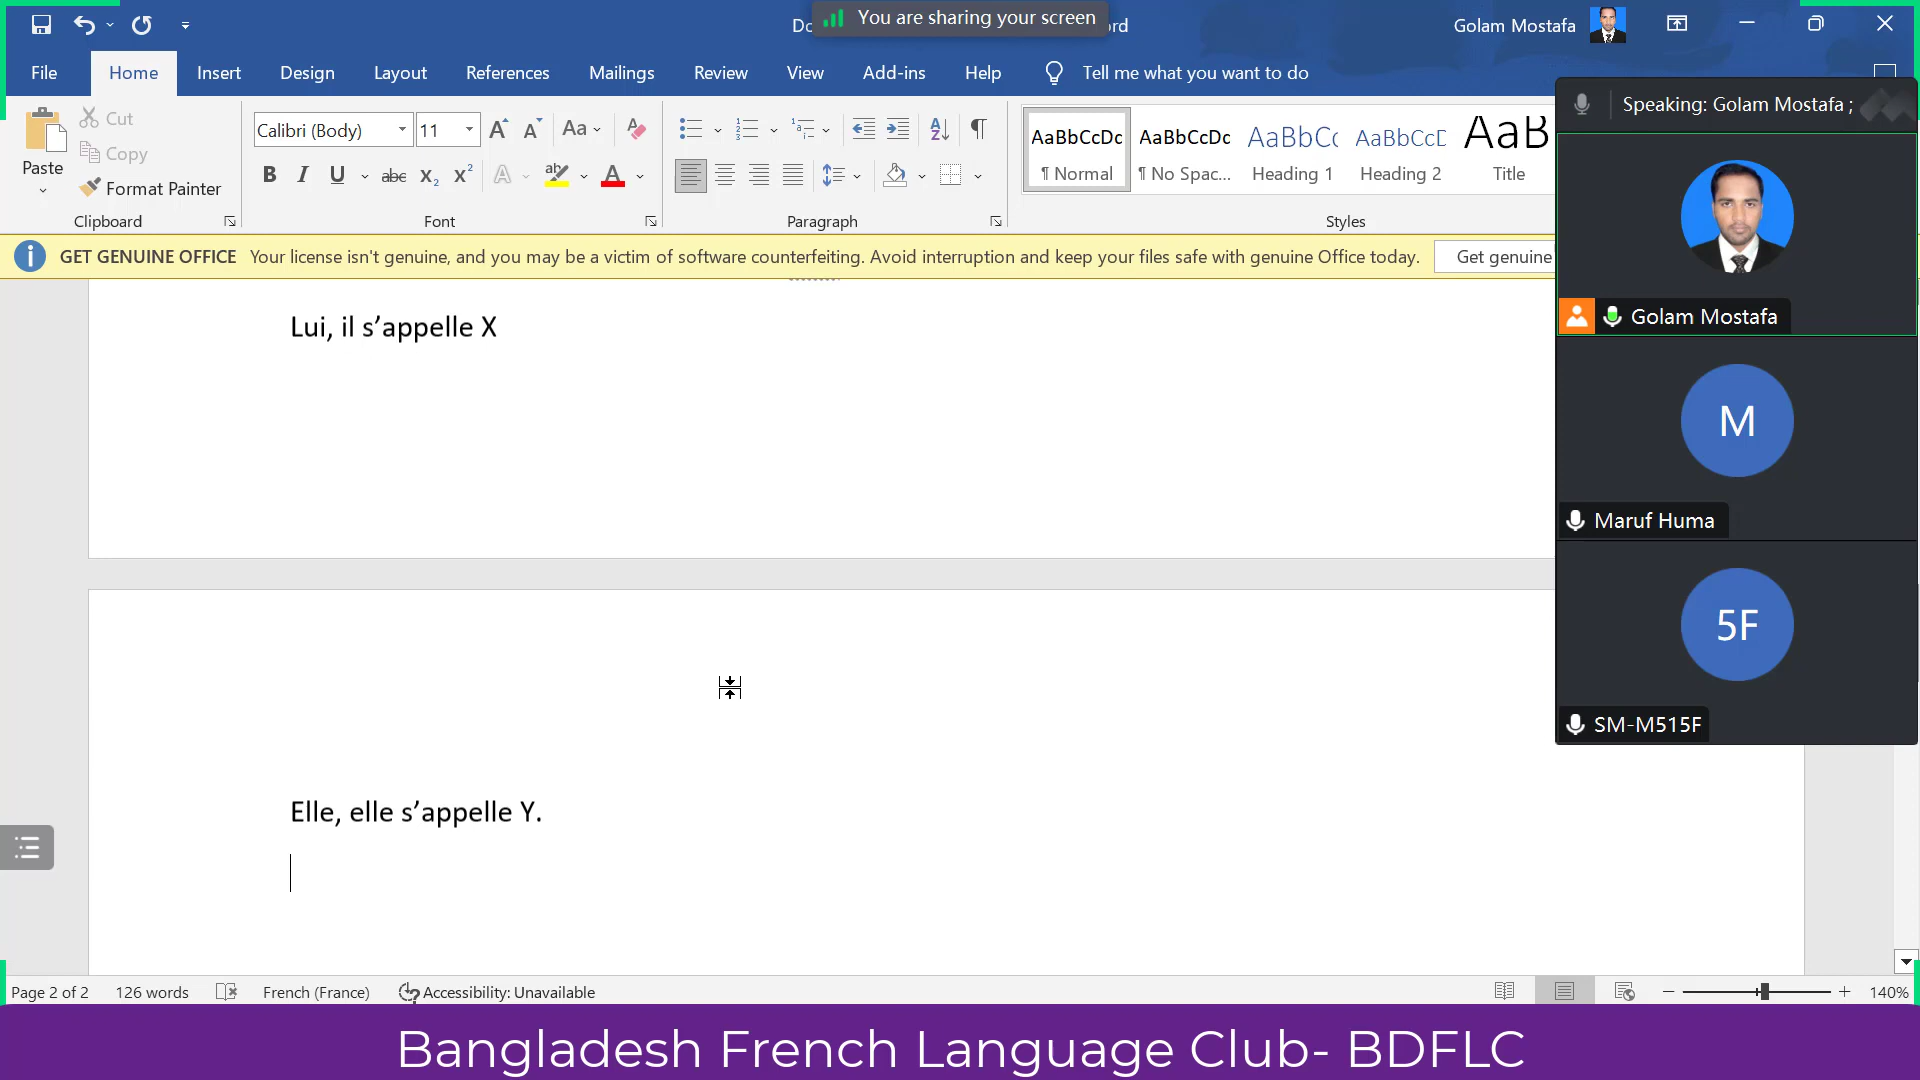 You are sharing your screen
Golam Mostafa
File Home Insert Design Layout References Mailings Review View Add-ins Help Tell me what you want to do
Speaking: Golam Mostafa ;
Cut
Calibri (Body) 11 Aa
AaBbCcDc AaBbCcDc AaBbCc AaBbCcD AaB
Copy
Paste
Format Painter
B I U abc X₂ X² A ab A
¶ Normal ¶ No Spac... Heading 1 Heading 2 Title
Clipboard Font Paragraph Styles
GET GENUINE OFFICE Your license isn't genuine, and you may be a victim of software counterfeiting. Avoid interruption and keep your files safe with genuine Office today. Get genuine
Lui, il s’appelle X
Golam Mostafa
M
Maruf Huma
5F
SM-M515F
Elle, elle s’appelle Y.
Page 2 of 2 126 words French (France) Accessibility: Unavailable 140%
Bangladesh French Language Club- BDFLC